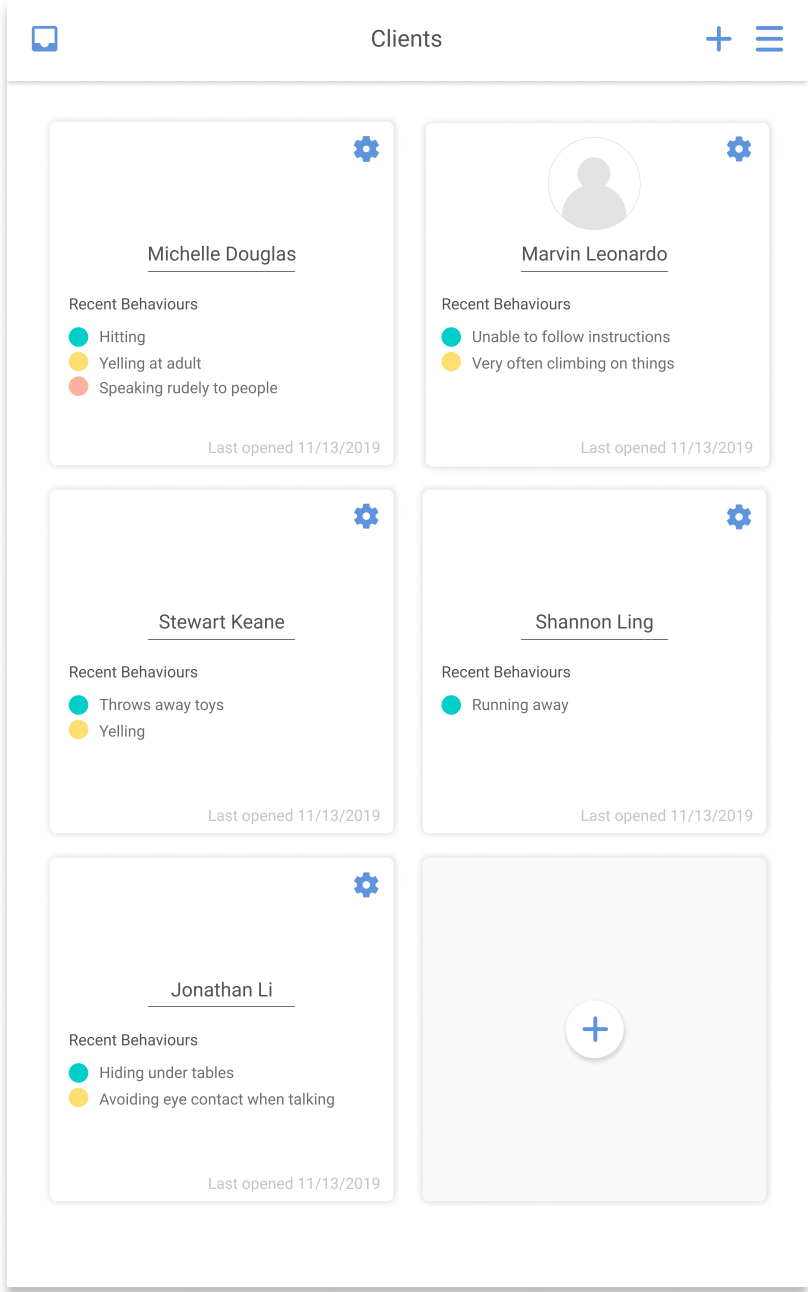 Clients
Michelle Douglas
Recent Behaviours
Hitting
Yelling at adult
Speaking rudely to people
Last opened 11/13/2019
Marvin Leonardo
Recent Behaviours
Unable to follow instructions
Very often climbing on things
Last opened 11/13/2019
Stewart Keane
Recent Behaviours
Throws away toys
Yelling
Last opened 11/13/2019
Shannon Ling
Recent Behaviours
Running away
Last opened 11/13/2019
Jonathan Li
Recent Behaviours
Hiding under tables
Avoiding eye contact when talking
Last opened 11/13/2019